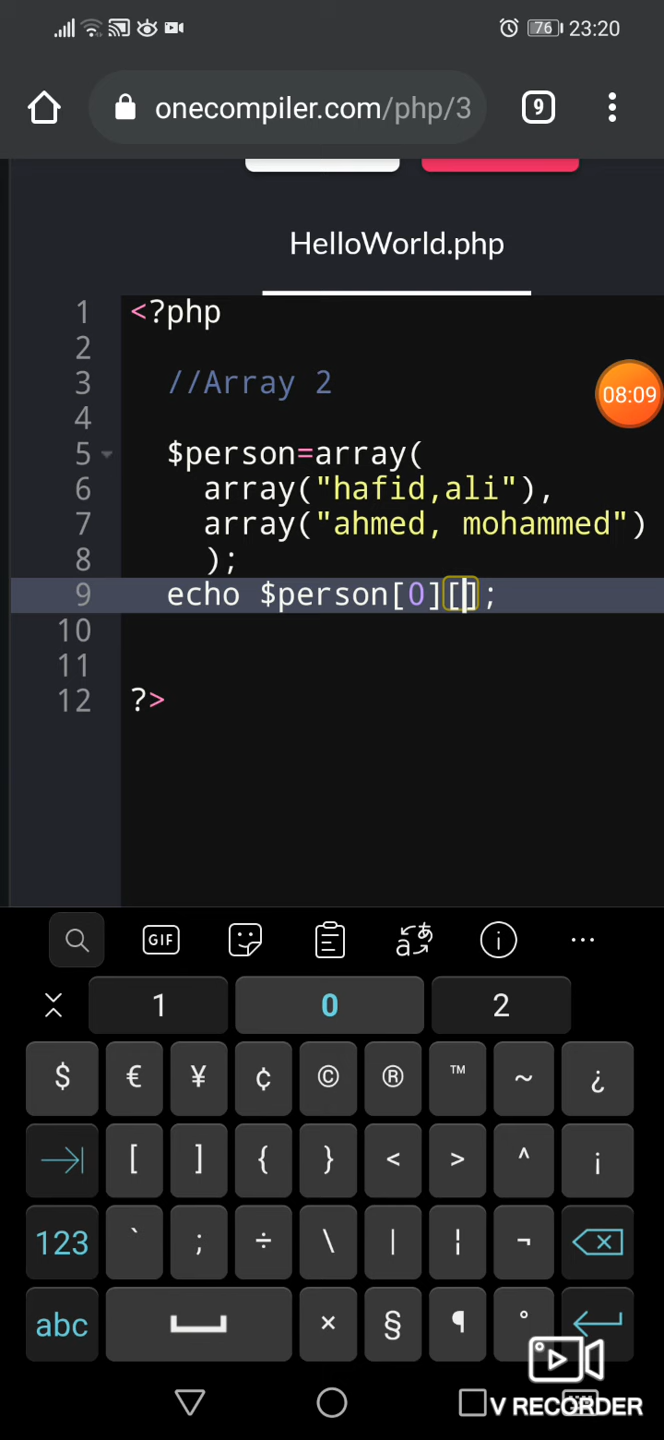 76 23:20
onecompiler.com/php/3 9
HelloWorld.php
1 <?php
2
3 //Array 2
4
5 $person=array(
6 array("hafid,ali"),
7 array("ahmed, mohammed")
8 );
9 echo $person[0][];
10
11
12 ?>
08:09
GIF
1 0 2
$ € ¥ ¢ © ® ™ ~ ¿
[ ] { } < > ^ ¡
123 ` ; ÷ \ | ¦ ¬
abc × § ¶ °
V RECORDER